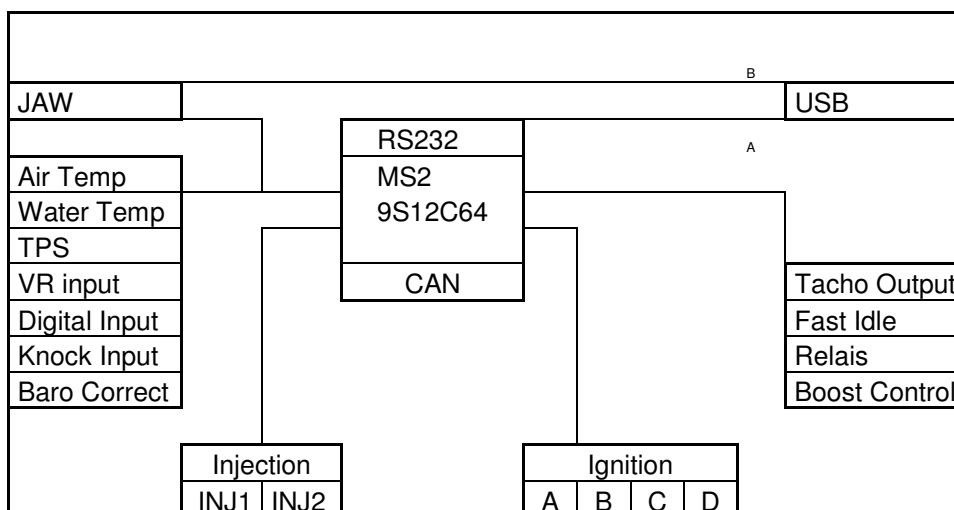 B
JAW
USB
RS232
A
Air Temp
MS2
Water Temp
9S12C64
TPS
VR input
CAN
Tacho Output
Digital Input
Fast Idle
Knock Input
Relais
Baro Correct
Boost Control
Injection
Ignition
INJ1 INJ2
A B C D